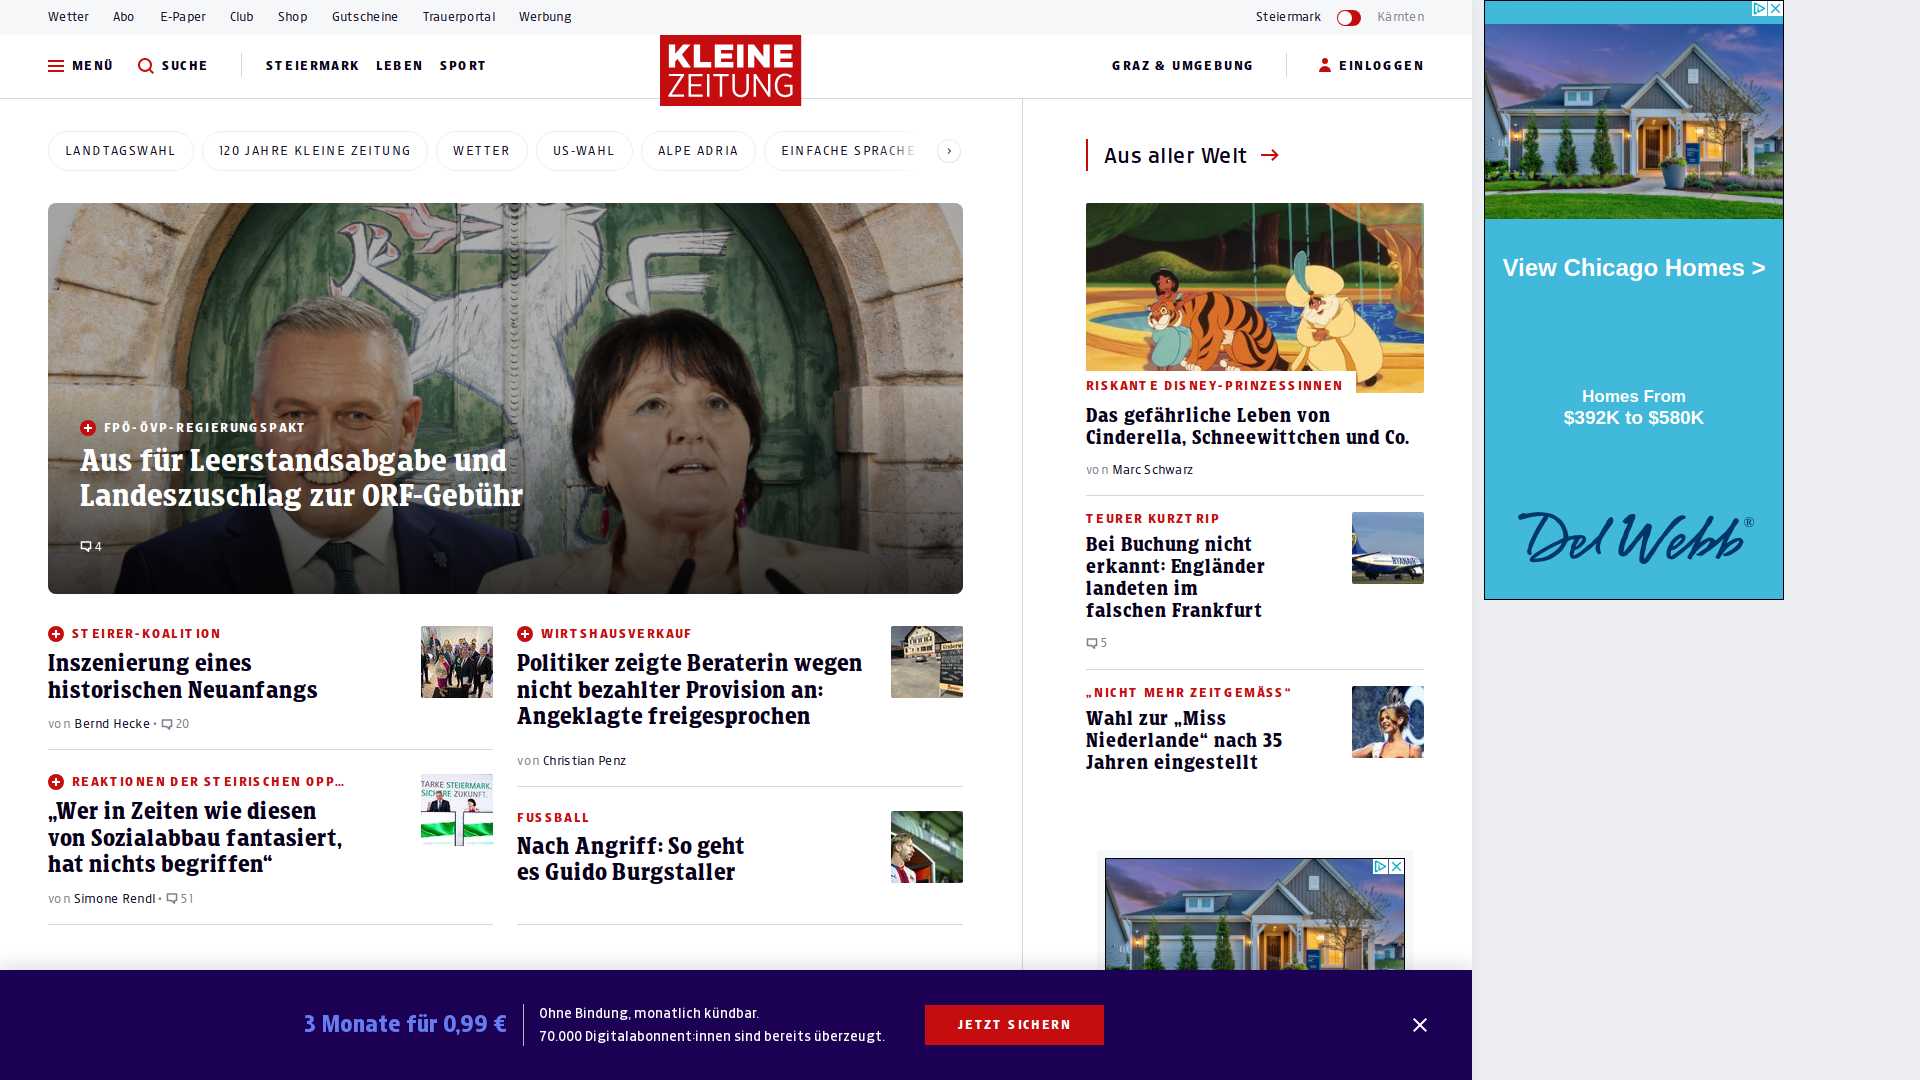 Wetter Abo E-Paper Club Shop Gutscheine Trauerportal Werbung
Steiermark Kärnten
MENÜ SUCHE STEIERMARK LEBEN SPORT
KLEINE
ZEITUNG
GRAZ & UMGEBUNG EINLOGGEN
LANDTAGSWAHL 120 JAHRE KLEINE ZEITUNG WETTER US-WAHL ALPE ADRIA EINFACHE SPRACHE
FPÖ-ÖVP-REGIERUNGSPAKT
Aus für Leerstandsabgabe und
Landeszuschlag zur ORF-Gebühr
4
STEIRER-KOALITION
Inszenierung eines
historischen Neuanfangs
von Bernd Hecke • 20
REAKTIONEN DER STEIRISCHEN OPP…
„Wer in Zeiten wie diesen
von Sozialabbau fantasiert,
hat nichts begriffen“
von Simone Rendl • 51
TARKE STEIERMARK.
SICHERE ZUKUNFT.
WIRTSHAUSVERKAUF
Politiker zeigte Beraterin wegen
nicht bezahlter Provision an:
Angeklagte freigesprochen
von Christian Penz
FUSSBALL
Nach Angriff: So geht
es Guido Burgstaller
Aus aller Welt
RISKANTE DISNEY-PRINZESSINNEN
Das gefährliche Leben von
Cinderella, Schneewittchen und Co.
von Marc Schwarz
TEURER KURZTRIP
Bei Buchung nicht
erkannt: Engländer
landeten im
falschen Frankfurt
5
RYANAIR
„NICHT MEHR ZEITGEMÄSS“
Wahl zur „Miss
Niederlande“ nach 35
Jahren eingestellt
View Chicago Homes >
Homes From
$392K to $580K
Del Webb®
3 Monate für 0,99 €
Ohne Bindung, monatlich kündbar.
70.000 Digitalabonnent:innen sind bereits überzeugt.
JETZT SICHERN